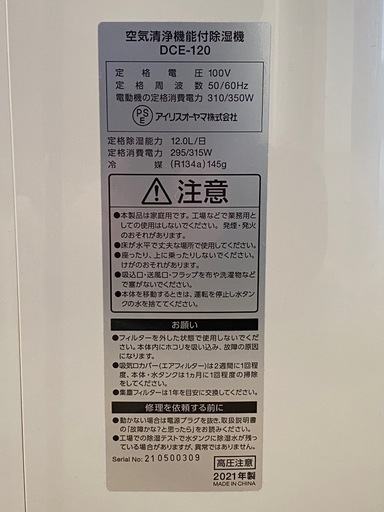 空気清浄機能付除湿機
DCE-120
定格電圧 100V
定格周波数 50/60Hz
電動機の定格消費電力 310/350W
PS
E アイリスオーヤマ株式会社
定格除湿能力 12.0L/日
定格消費電力 295/315W
冷媒 (R134a) 145g
注意
●本製品は家庭用です。工場などで業務用と
しての使用はしないでください。発煙・発火
のおそれがあります。
●床が水平で丈夫な場所で使用してください。
●座ったり、上に乗ったりしないでください。
けがのおそれがあります。
●吸込口・送風口・フラップを布や洗濯物など
で塞がないでください。
●本体を移動するときは、運転を停止し水タン
クの水を捨ててください。
お願い
●フィルターを外した状態で使用しないでくだ
さい。本体内にホコリを吸い込み、故障の原因
になります。
●吸気口カバー(エアフィルター)は2週間に1回程
度、本体・水タンクは1ヵ月に1回程度の掃除
をしてください。
●集塵フィルターは1年を目安に交換してください。
修理を依頼する前に
●動かない場合は電源プラグを抜き、取扱説明書
の「故障かな?と思ったら」をお読みください。
●工場での除湿テストで水タンクに除湿水が残っ
ている場合がありますが、異常ではありません。
Serial No: 210500309
高圧注意
2021年製
MADE IN CHINA